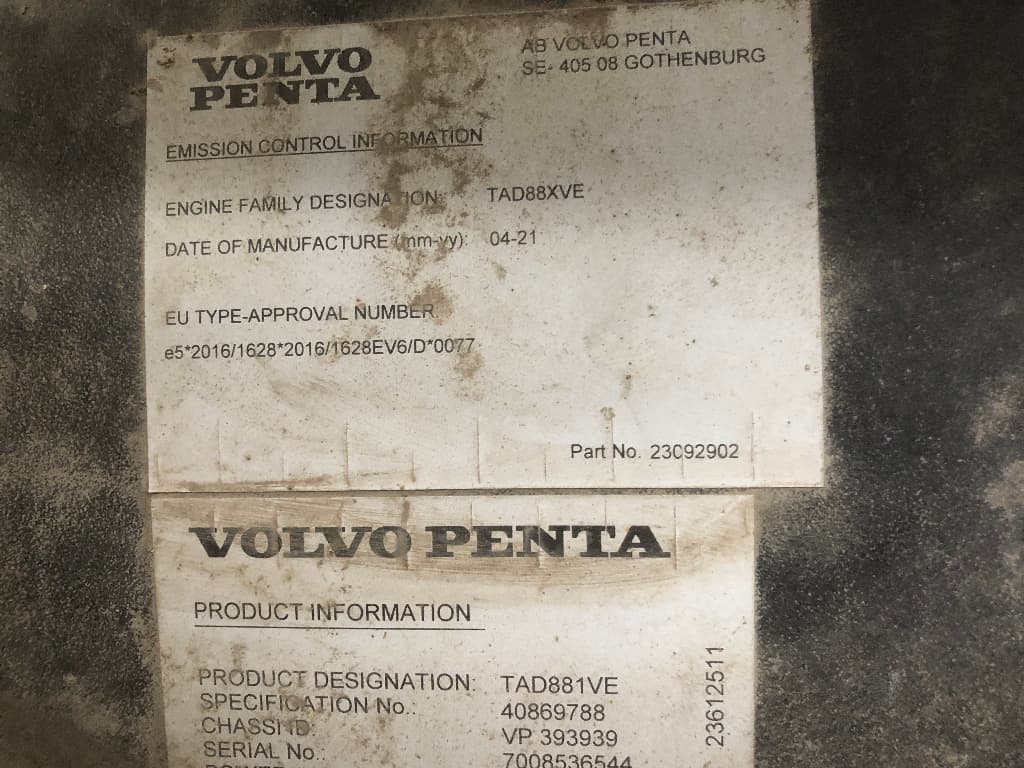 VOLVO
PENTA
AB VOLVO PENTA
SE- 405 08 GOTHENBURG
EMISSION CONTROL INFORMATION
ENGINE FAMILY DESIGNATION: TAD88XVE
DATE OF MANUFACTURE (mm-yy): 04-21
EU TYPE-APPROVAL NUMBER:
e5*2016/1628*2016/1628EV6/D*0077
Part No. 23092902
VOLVO PENTA
PRODUCT INFORMATION
PRODUCT DESIGNATION: TAD881VE
SPECIFICATION No.: 40869788
CHASSI ID: VP 393939
SERIAL No.: 7008536544
23612511